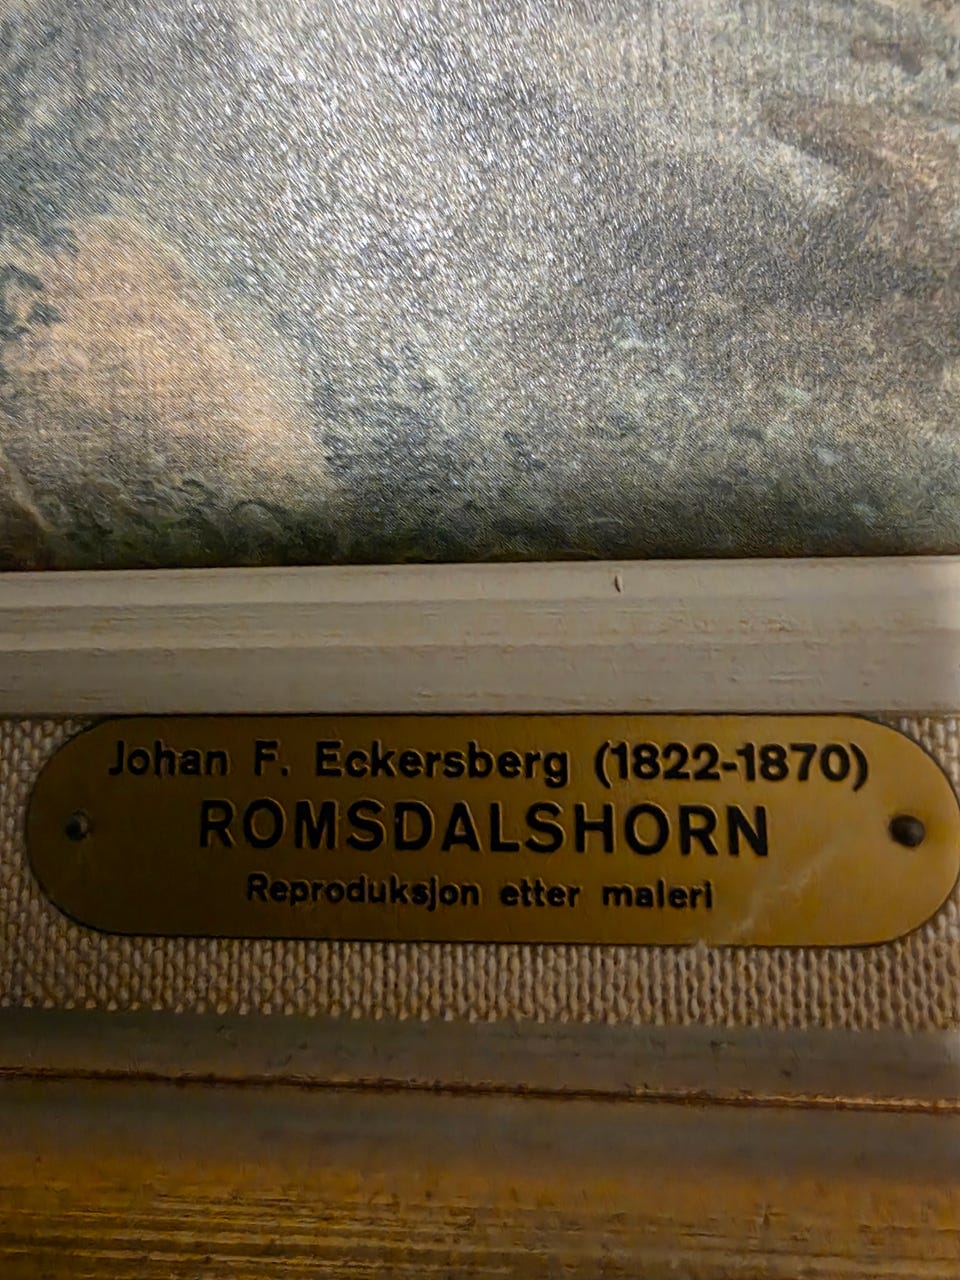 Johan F. Eckersberg (1822-1870)
ROMSDALSHORN
Reproduksjon etter maleri